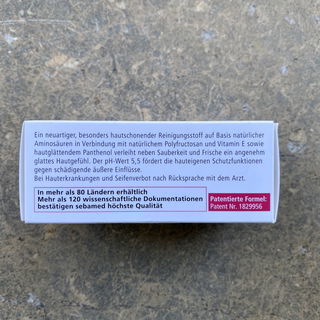 Ein neuartiger, besonders hautschonender Reinigungsstoff auf Basis natürlicher
Aminosäuren in Verbindung mit natürlichem Polyfructosan und Vitamin E sowie
hautglättendem Panthenol verleiht neben Sauberkeit und Frische ein angenehm
glattes Hautgefühl. Der pH-Wert 5,5 fördert die hauteigenen Schutzfunktionen
gegen schädigende äußere Einflüsse.
Bei Hauterkrankungen und Seifenverbot nach Rücksprache mit dem Arzt.
In mehr als 80 Ländern erhältlich
Mehr als 120 wissenschaftliche Dokumentationen
bestätigen sebamed höchste Qualität
Patentierte Formel:
Patent Nr. 1829956